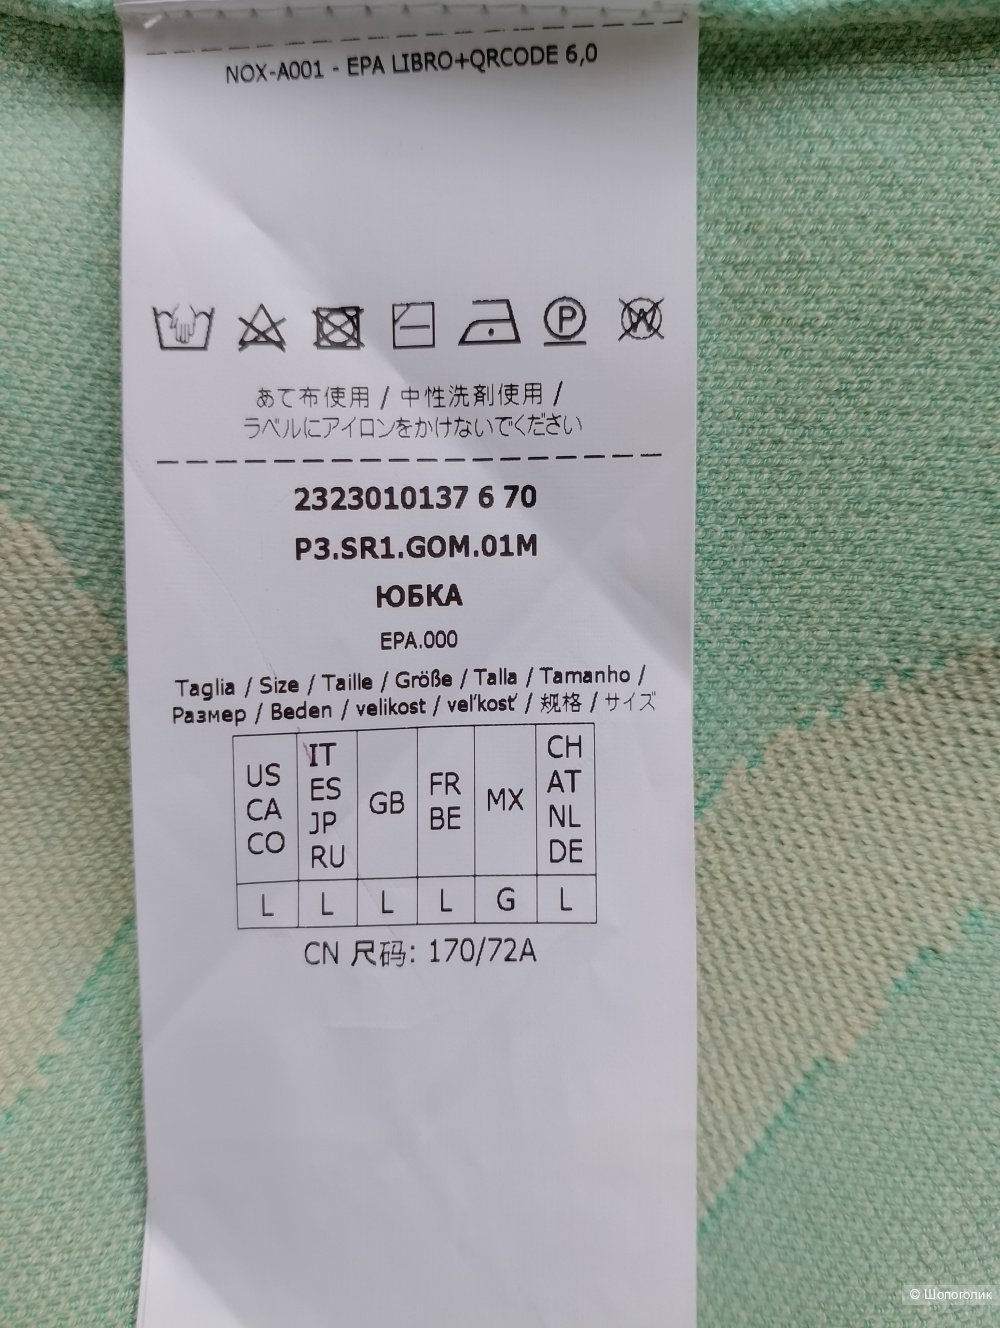 NOX-A001 - EPA LIBRO+QRCODE 6,0
P W
あて布使用 / 中性洗剤使用 /
ラベルにアイロンをかけないでください
2323010137 6 70
P3.SR1.GOM.01M
ЮБКА
EPA.000
Taglia / Size / Taille / Größe / Talla / Tamanho /
Размер / Beden / velikost / veľkosť / 规格 / サイズ
US CA CO IT ES JP RU GB FR BE MX CH AT NL DE
L L L L G L
CN 尺码: 170/72A
© Шопоголик